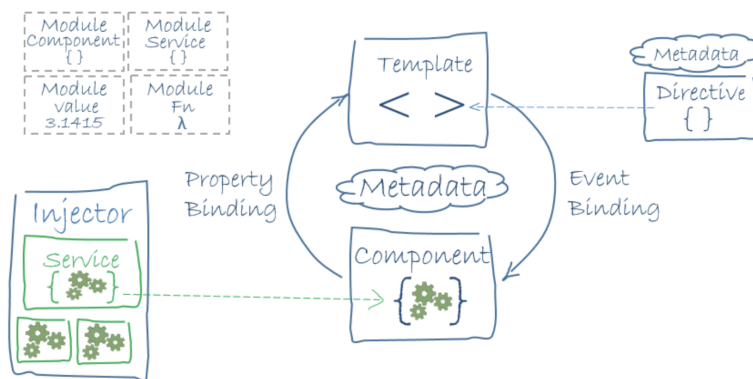 Module
Component
{ }
Module
Service
{ }
Module
value
3.1415
Module
Fn
λ
Template
< >
Metadata
Directive
{ }
Property
Binding
Metadata
Event
Binding
Injector
Service
{ }
Component
{ }